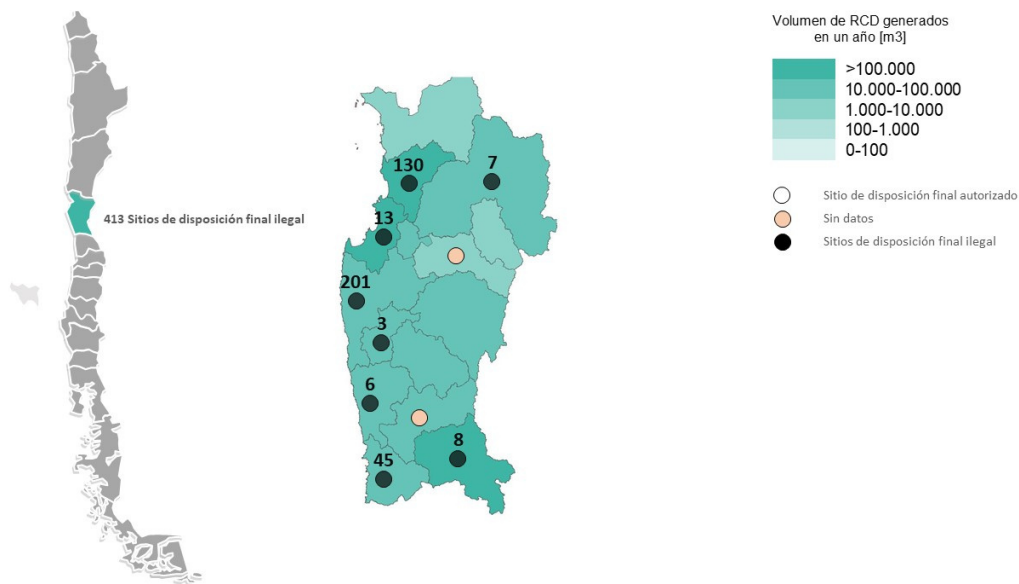 Volumen de RCD generados
en un año [m3]
>100.000
10.000-100.000
1.000-10.000
100-1.000
0-100
Sitio de disposición final autorizado
Sin datos
Sitios de disposición final ilegal
413 Sitios de disposición final ilegal
130
7
13
201
3
6
8
45